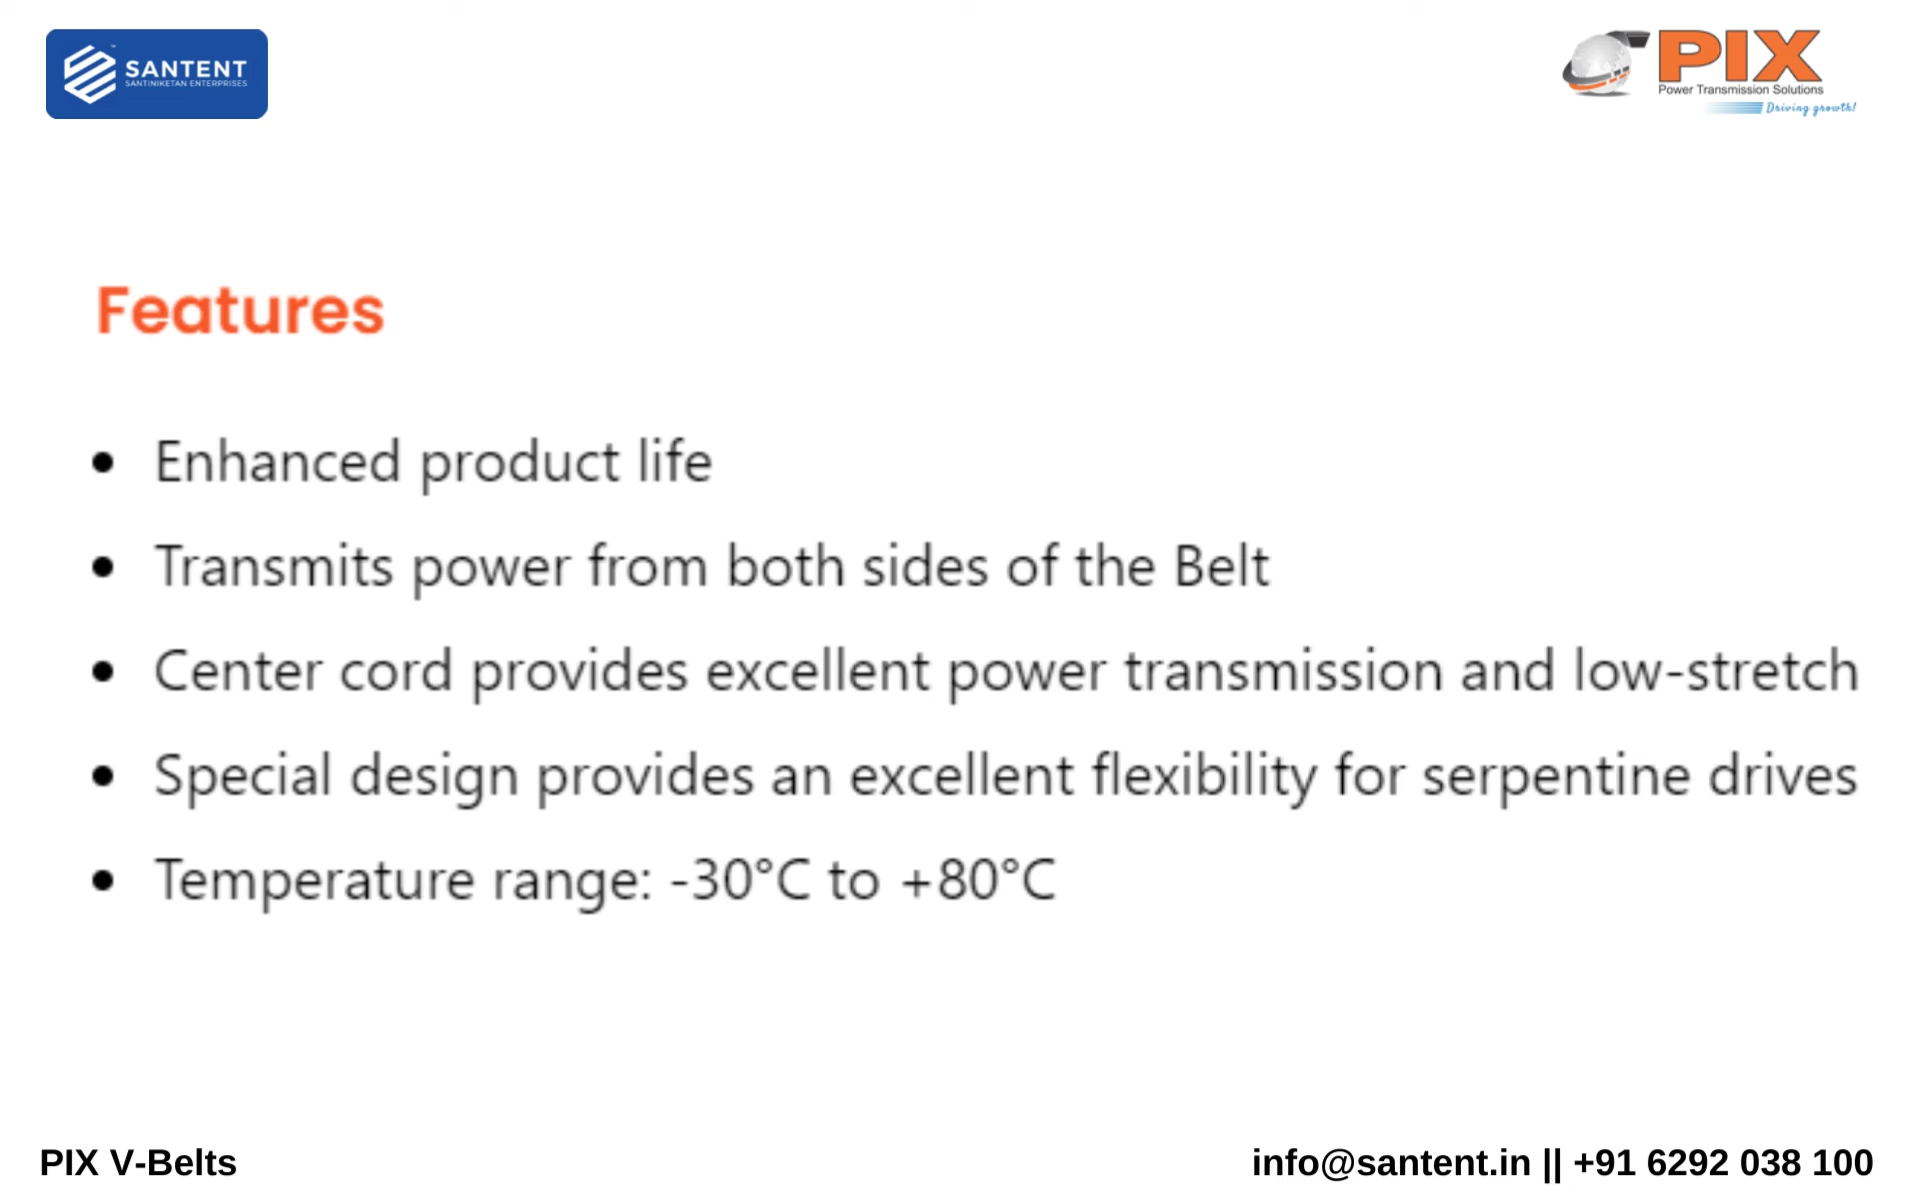 SANTENT
SANTINIKETAN ENTERPRISES
PIX
Power Transmission Solutions
Driving growth!
Features
• Enhanced product life
• Transmits power from both sides of the Belt
• Center cord provides excellent power transmission and low-stretch
• Special design provides an excellent flexibility for serpentine drives
• Temperature range: -30°C to +80°C
PIX V-Belts
info@santent.in || +91 6292 038 100